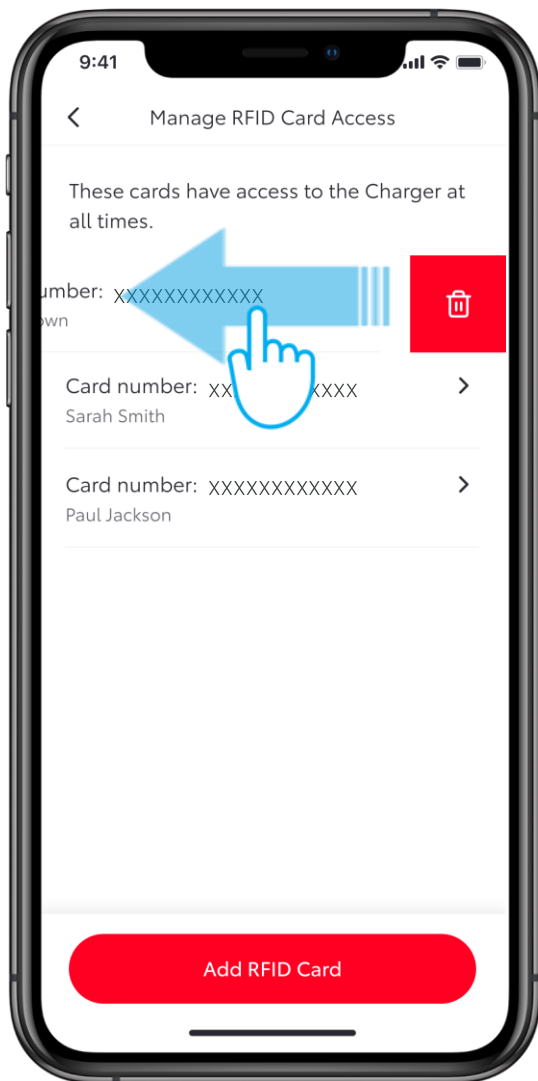 9:41
Manage RFID Card Access
These cards have access to the Charger at
all times.
umber: XXXXXXXXXXXX
own
Card number: XX XXXX
Sarah Smith
Card number: XXXXXXXXXXXX
Paul Jackson
Add RFID Card